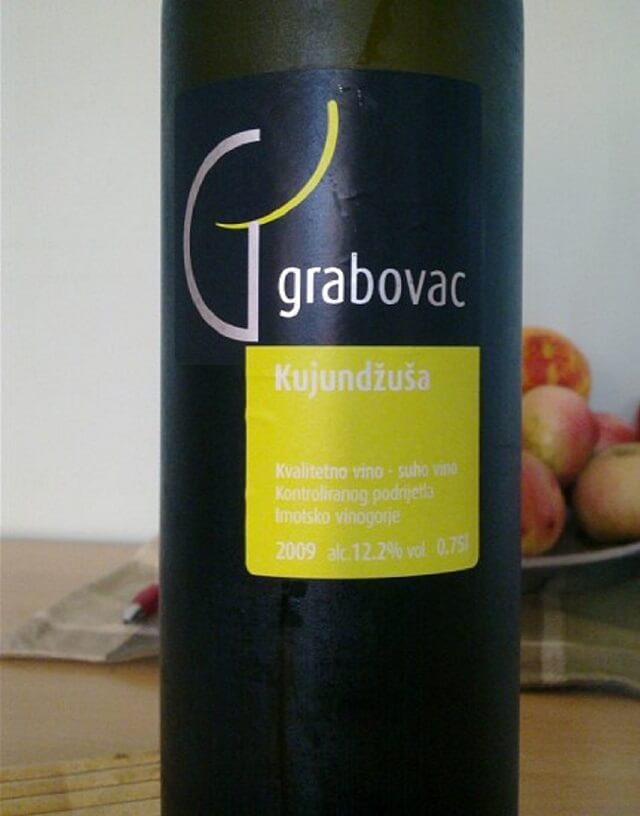 G
grabovac
Kujundžuša
Kvalitetno vino - suho vino
Kontroliranog podrijetla
Imotsko vinogorje
2009 alc.12.2% vol 0,75l